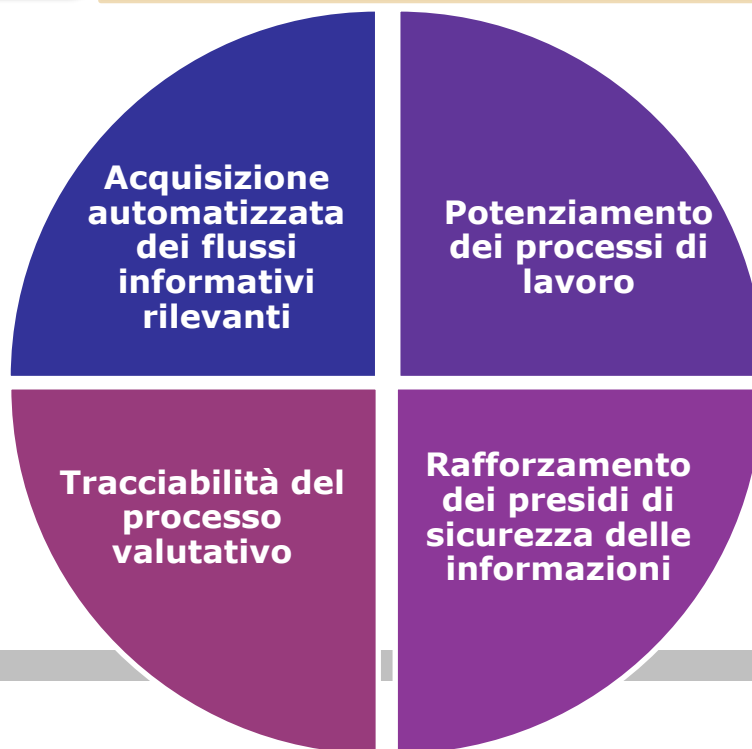 Acquisizione
automatizzata
dei flussi
informativi
rilevanti
Potenziamento
dei processi di
lavoro
Tracciabilità del
processo
valutativo
Rafforzamento
dei presidi di
sicurezza delle
informazioni